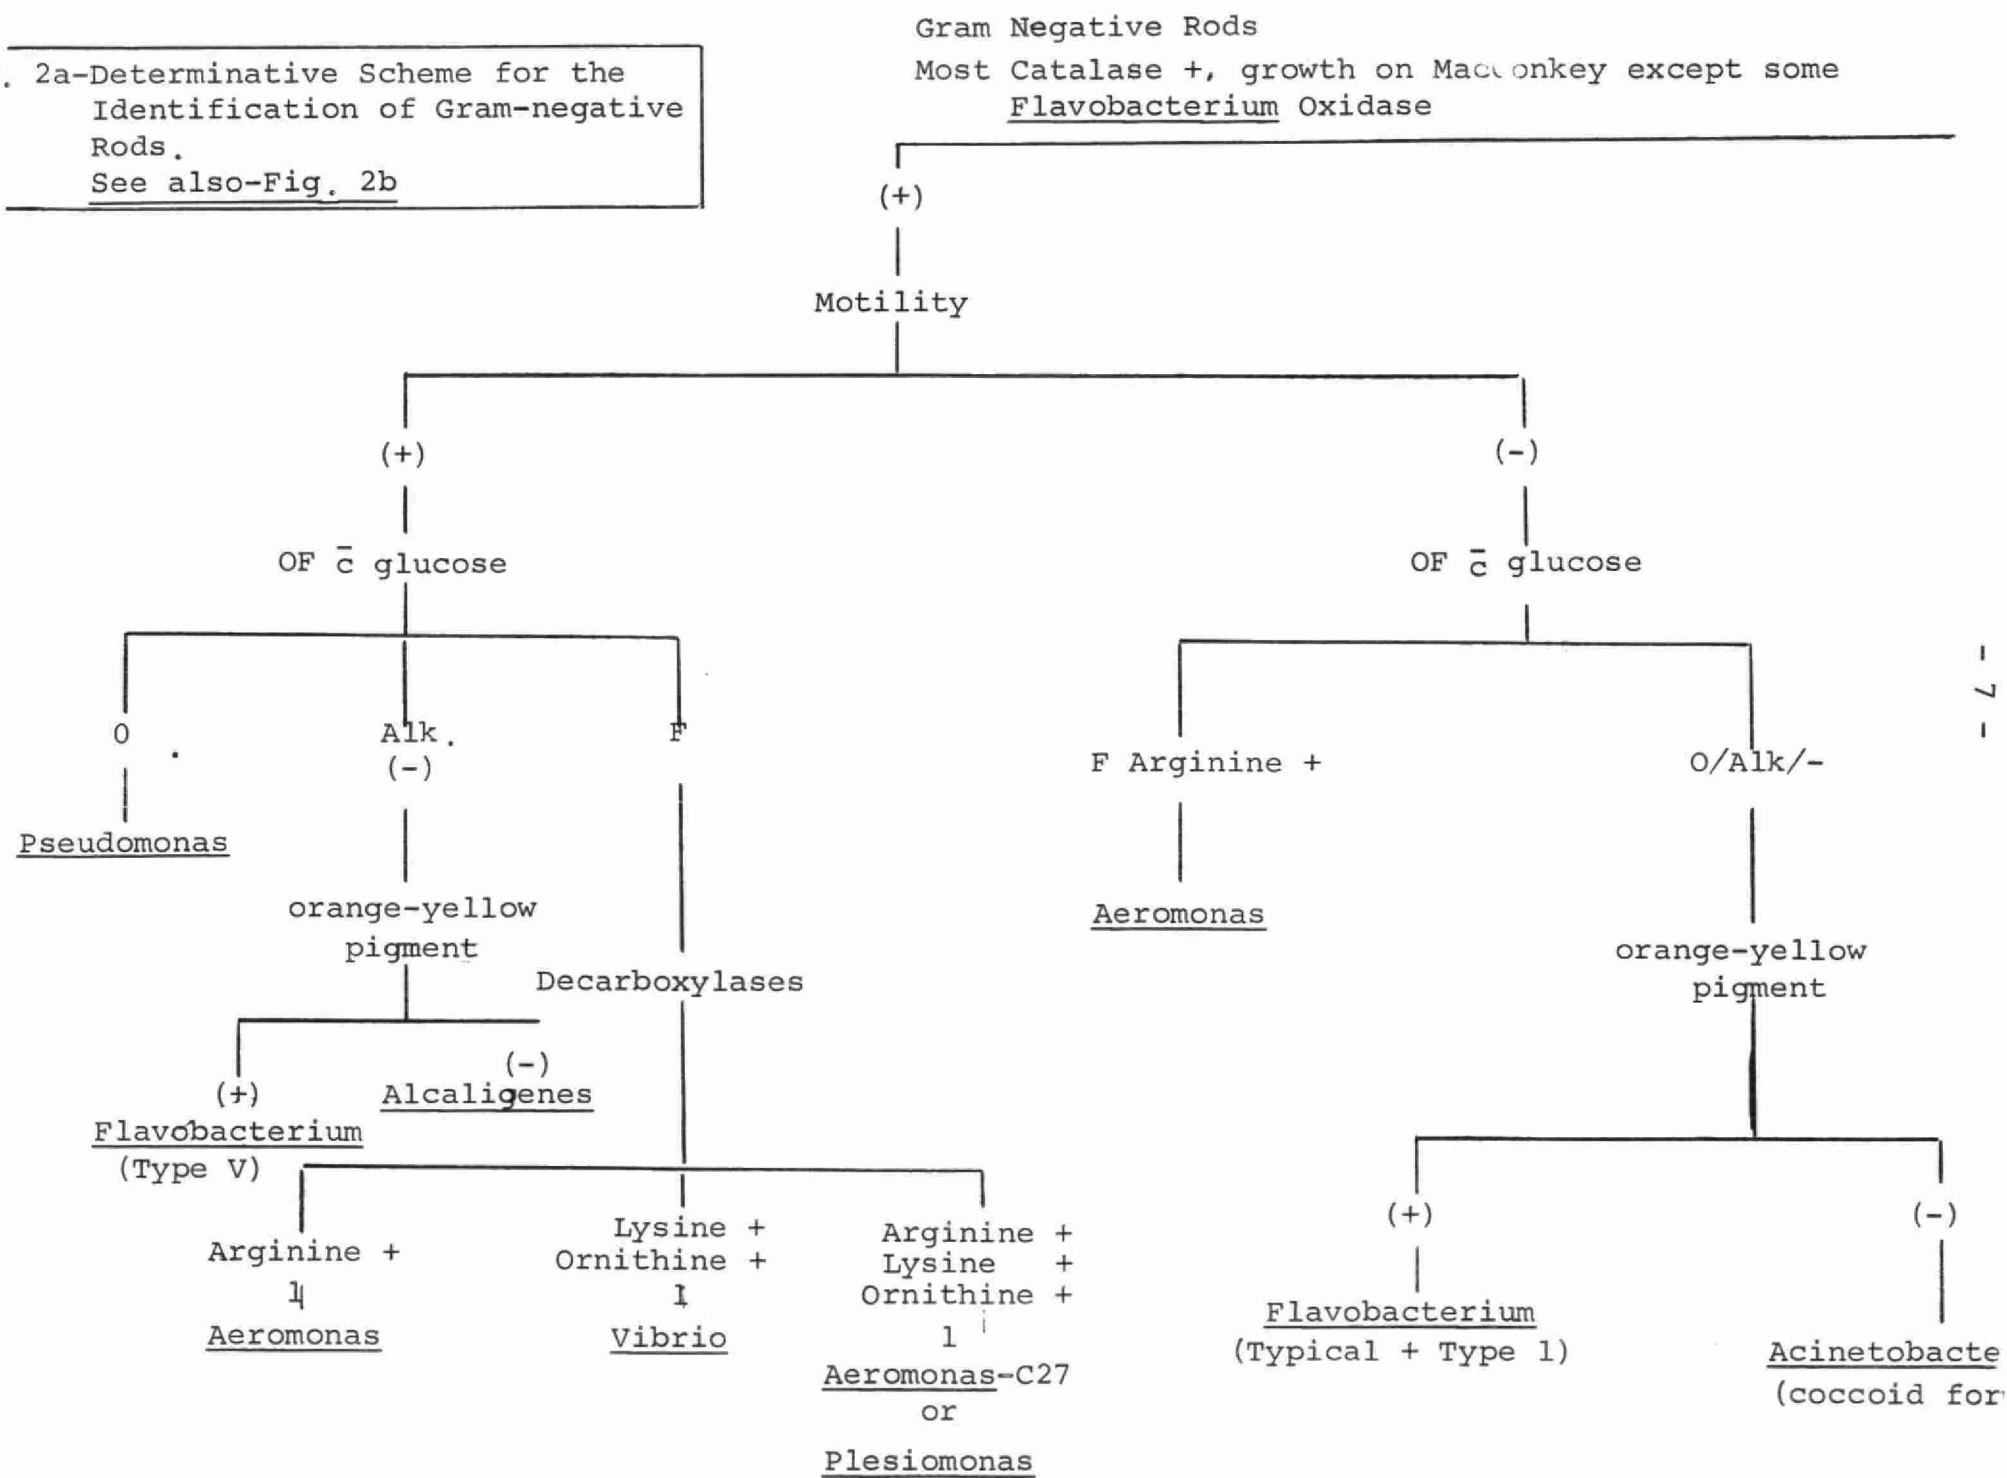 . 2a-Determinative Scheme for the
Identification of Gram-negative
Rods.
See also-Fig. 2b
Gram Negative Rods
Most Catalase +, growth on MacConkey except some
Flavobacterium Oxidase
(+)
Motility
(+)
(-)
OF c̄ glucose
OF c̄ glucose
O
Alk.
(-)
F
F Arginine +
O/Alk/-
- 7 -
Pseudomonas
orange-yellow
pigment
Decarboxylases
Aeromonas
orange-yellow
pigment
(+)
Flavobacterium
(Type V)
(-)
Alcaligenes
Arginine +
Aeromonas
Lysine +
Ornithine +
Vibrio
Arginine +
Lysine +
Ornithine +
Aeromonas-C27
or
Plesiomonas
(+)
Flavobacterium
(Typical + Type 1)
(-)
Acinetobacte
(coccoid for